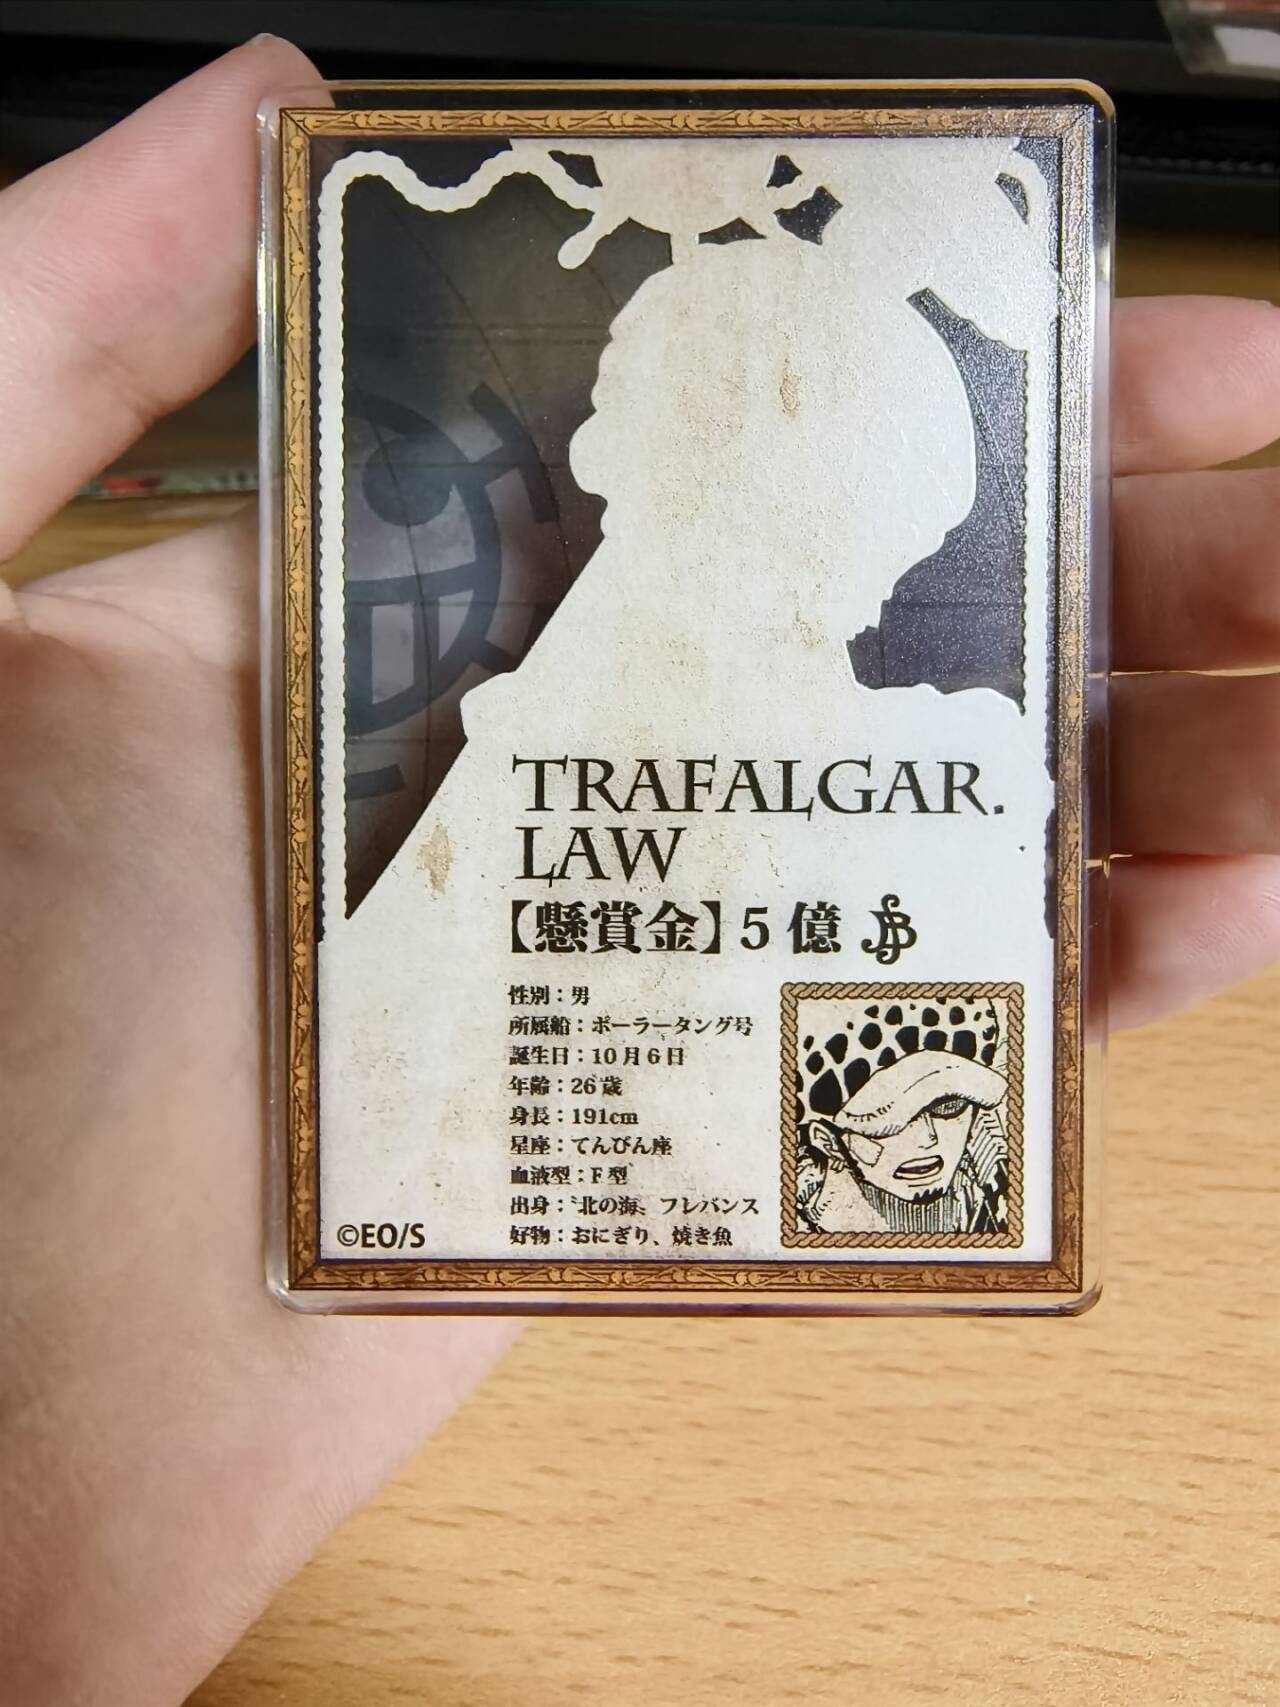 TRAFALGAR.
LAW
【懸賞金】5億
性別：男
所属船：ポーラータング号
誕生日：10月6日
年齢：26歳
身長：191cm
星座：てんびん座
血液型：F型
出身：〝北の海〟フレバンス
好物：おにぎり、焼き魚
©EO/S